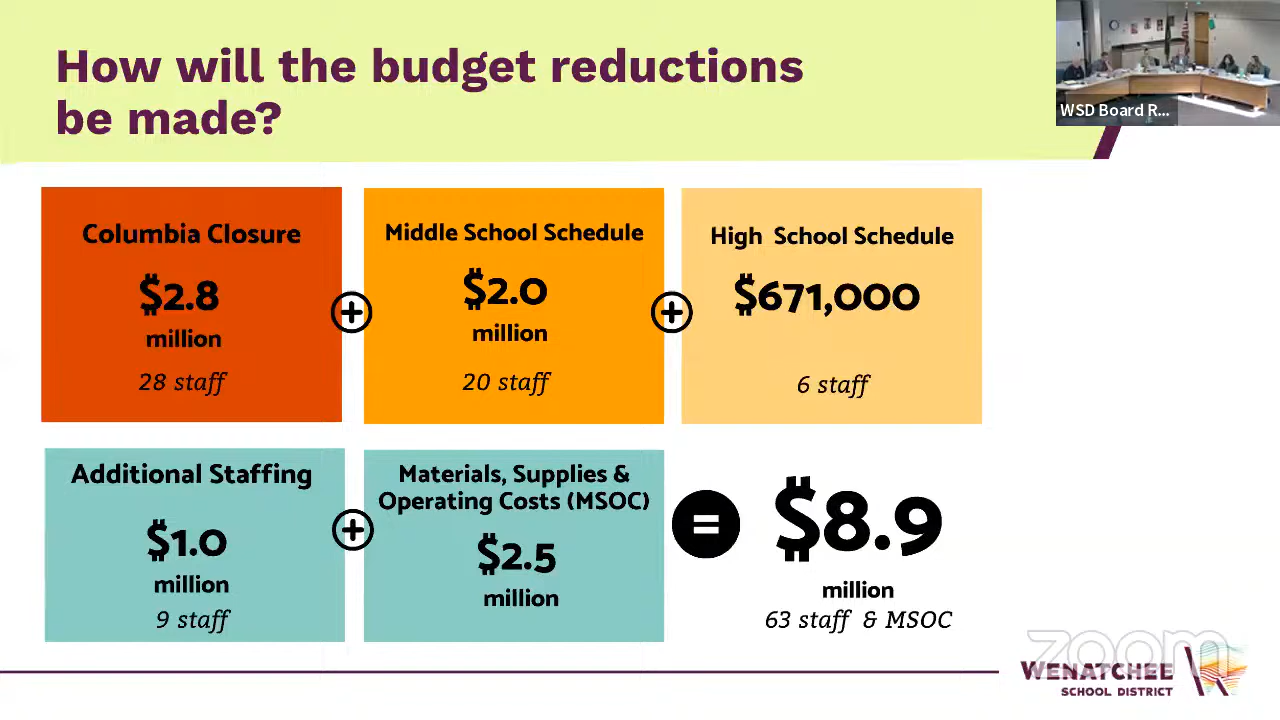 How will the budget reductions
be made?
WSD Board R...
Columbia Closure
$2.8
million
28 staff
+
Middle School Schedule
$2.0
million
20 staff
+
High School Schedule
$671,000
6 staff
Additional Staffing
$1.0
million
9 staff
+
Materials, Supplies &
Operating Costs (MSOC)
$2.5
million
=
$8.9
million
63 staff & MSOC
zoom
WENATCHEE
SCHOOL DISTRICT